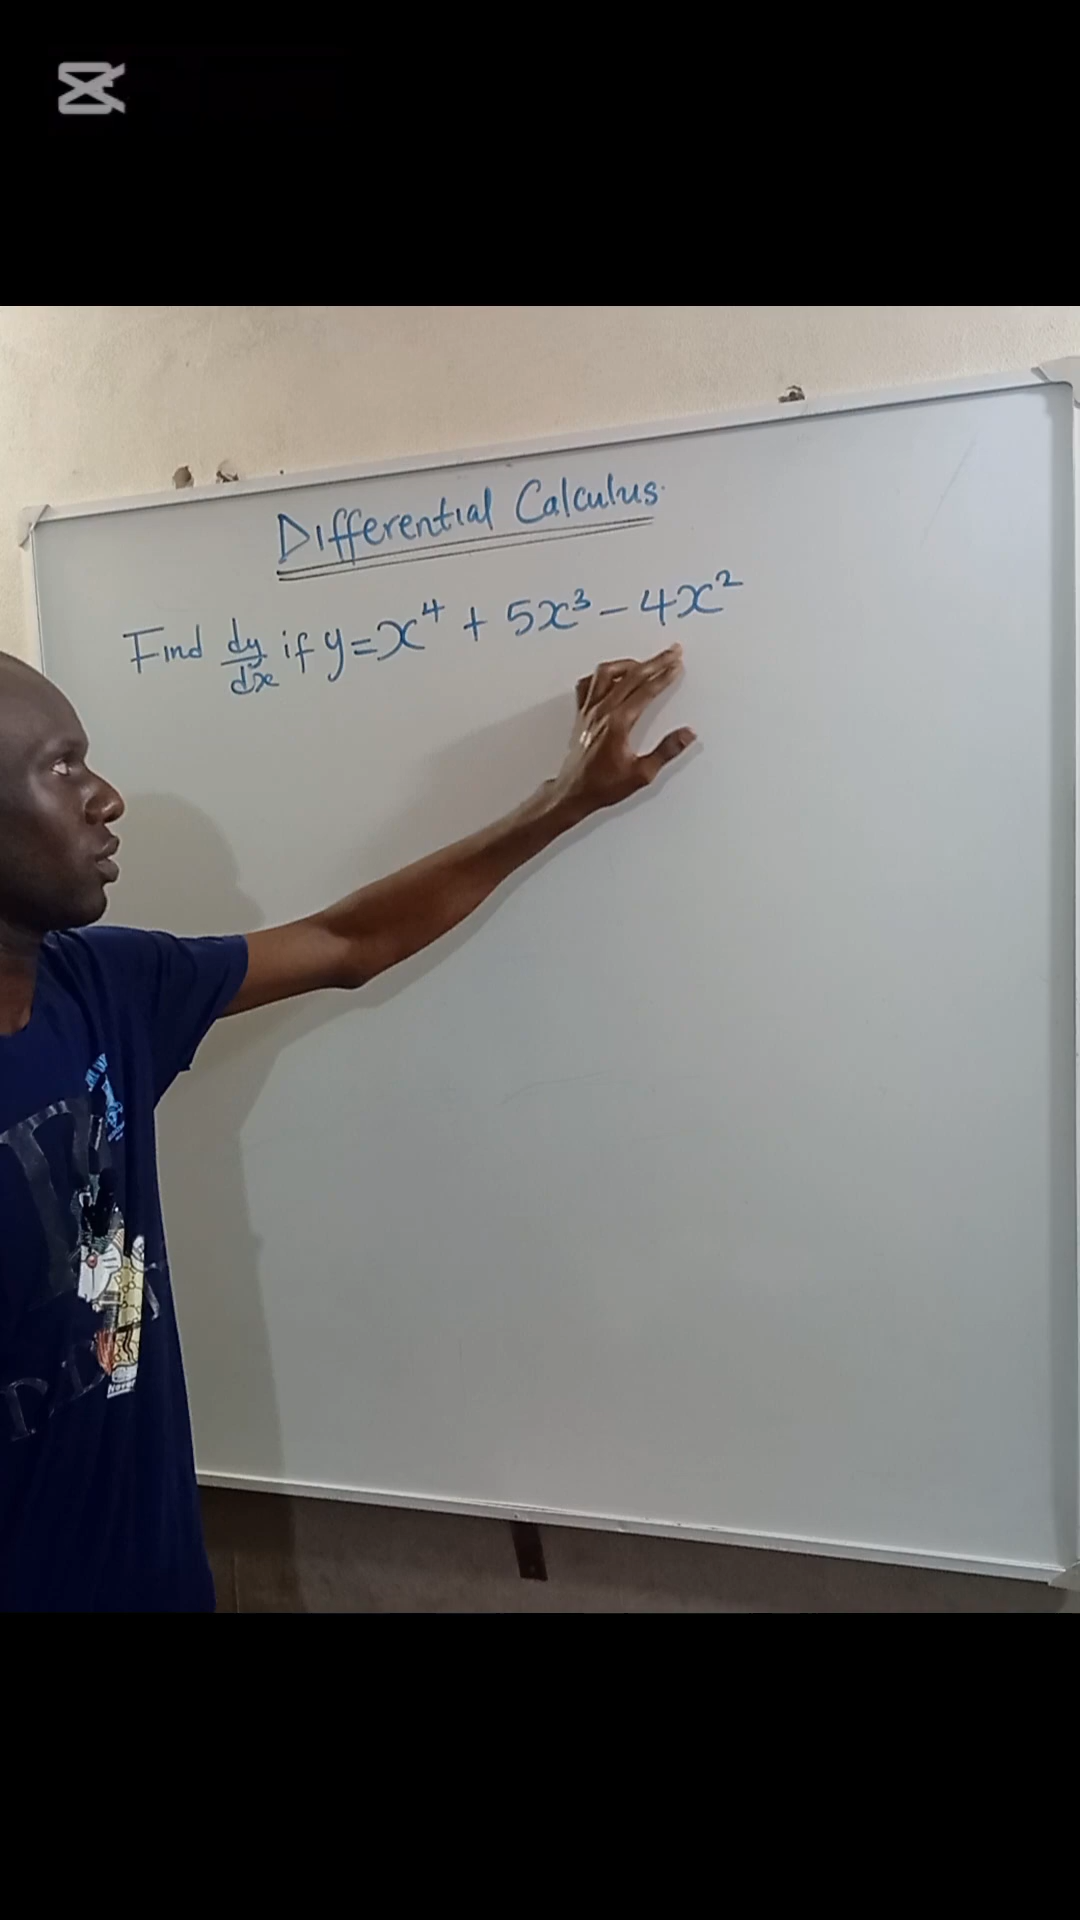 Differential Calculus.
Find dy/dx if y=x⁴ + 5x³ - 4x²